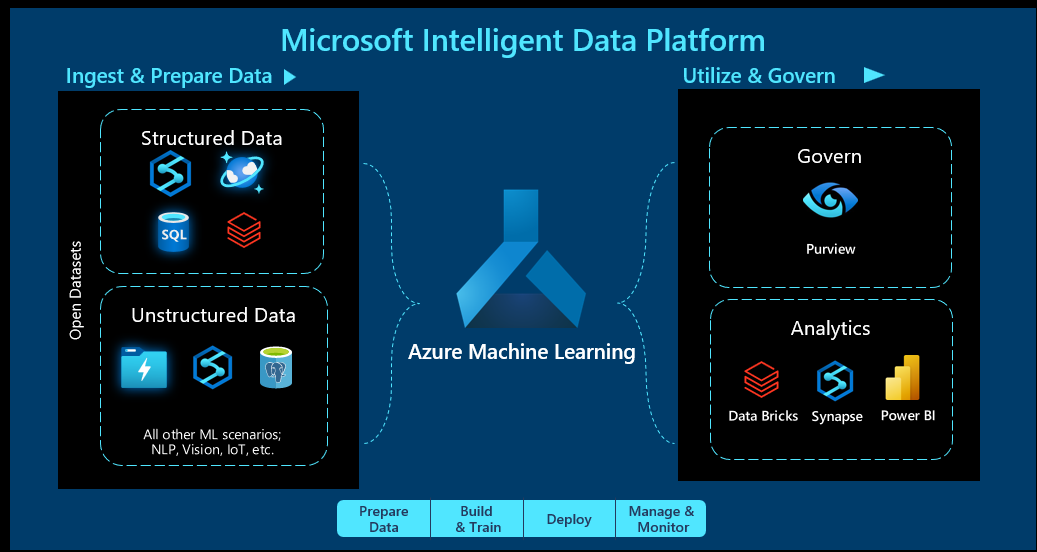 Microsoft Intelligent Data Platform
Ingest & Prepare Data
Open Datasets
Structured Data
SQL
Unstructured Data
All other ML scenarios;
NLP, Vision, IoT, etc.
Azure Machine Learning
Utilize & Govern
Govern
Purview
Analytics
Data Bricks
Synapse
Power BI
Prepare
Data
Build
& Train
Deploy
Manage &
Monitor